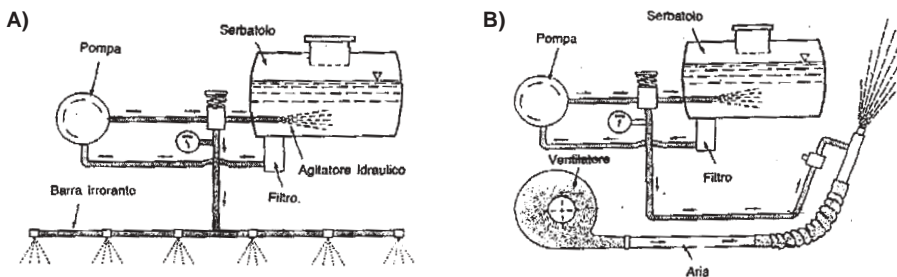 A)
Serbatoio
Pompa
Agitatore Idraulico
Filtro.
Barra Irrorante
B)
Serbatoio
Pompa
Ventilatore
Filtro
Aria